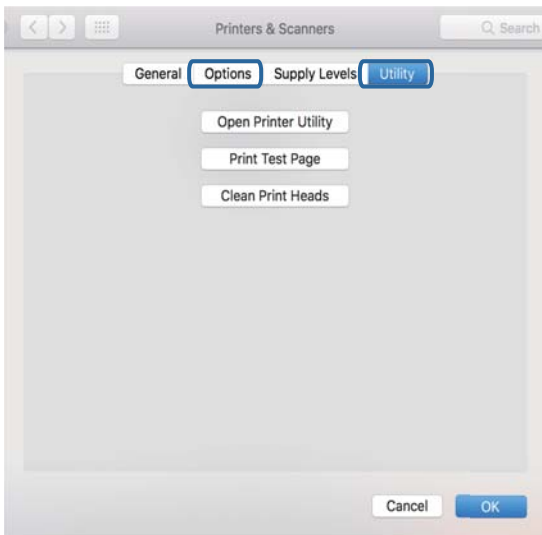 Printers & Scanners Search
General Options Supply Levels Utility
Open Printer Utility
Print Test Page
Clean Print Heads
Cancel OK